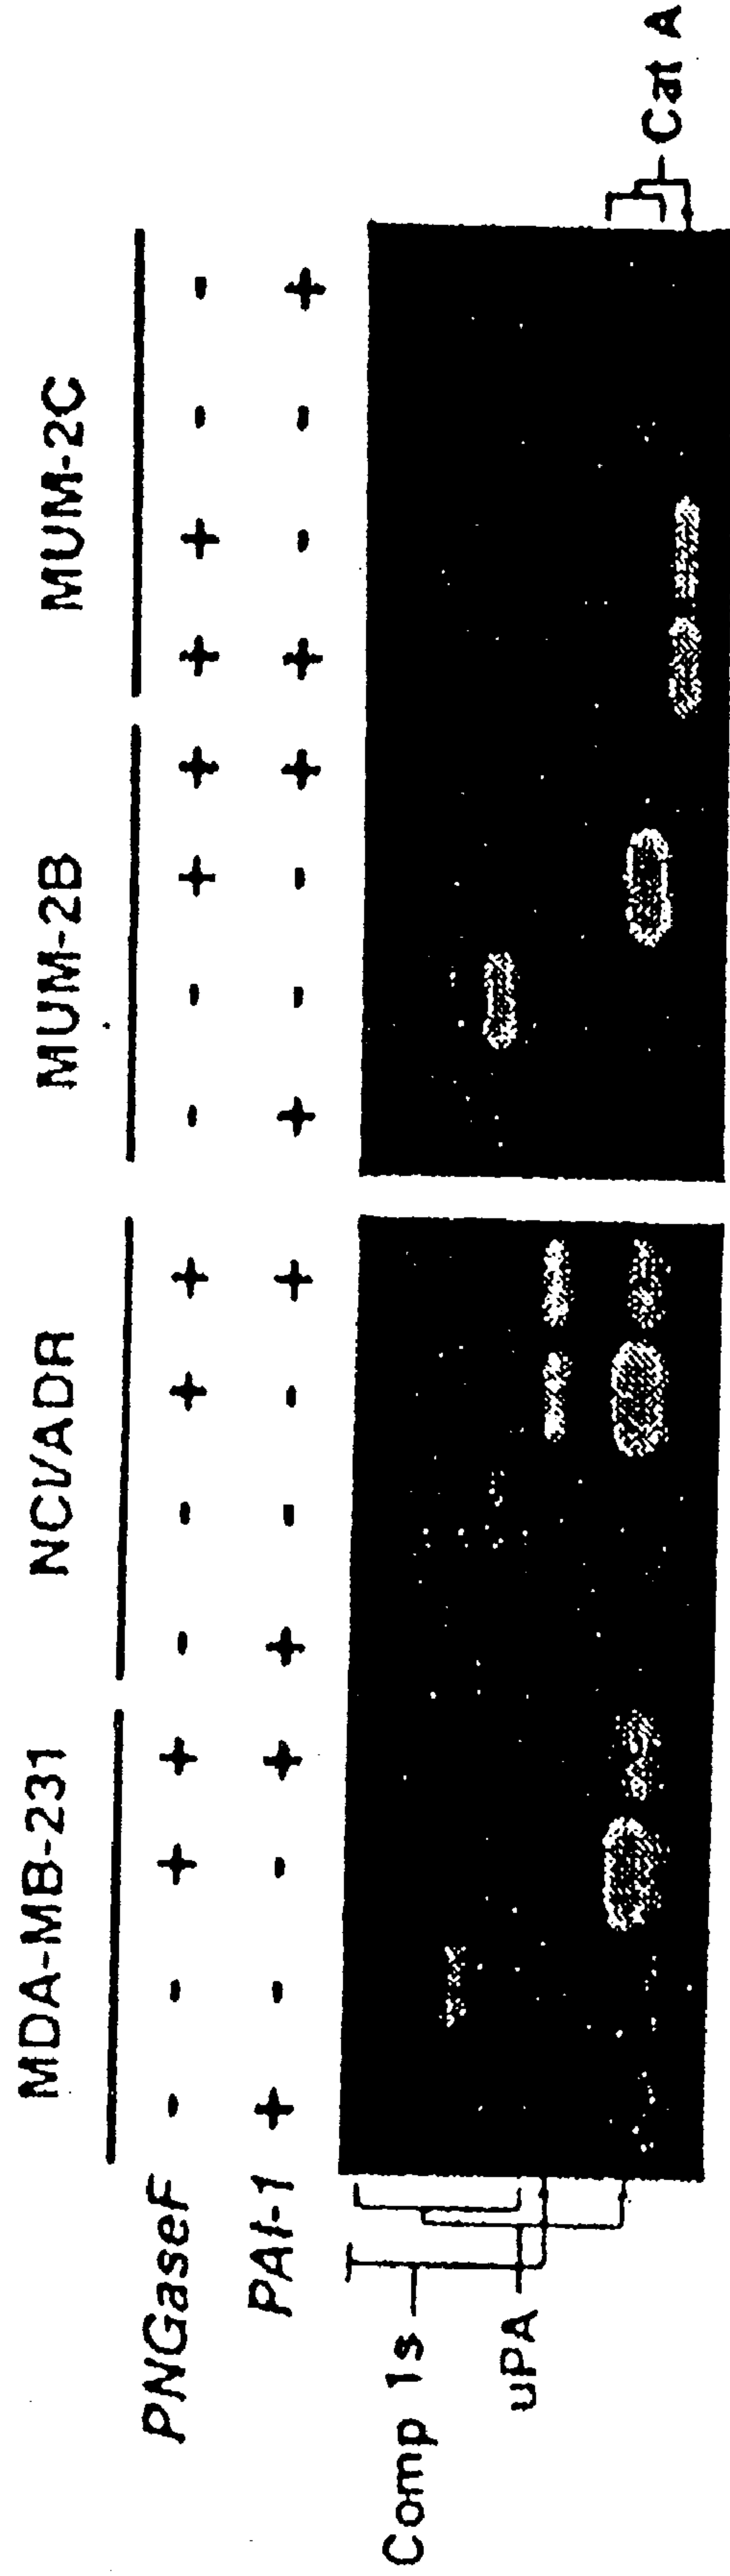 MDA-MB-231 NCI/ADR MUM-2B MUM-2C
PNGaseF - - + + - - + + - - + + + + - -
PAI-1 + - - + + - - + + - - + + - - +
Comp 1s
uPA
Cat A